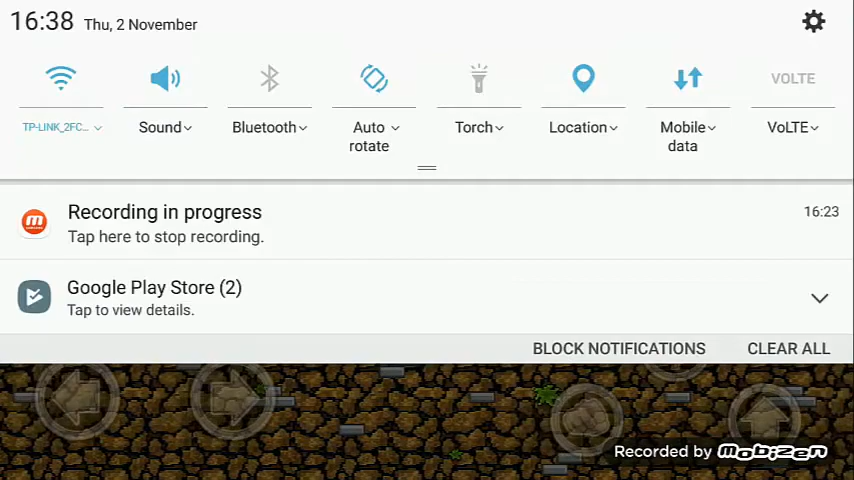 16:38 Thu, 2 November
VOLTE
TP-LINK_2FC...
Sound
Bluetooth
Auto rotate
Torch
Location
Mobile data
VoLTE
Recording in progress
16:23
Tap here to stop recording.
Google Play Store (2)
Tap to view details.
BLOCK NOTIFICATIONS
CLEAR ALL
Recorded by Mobizen